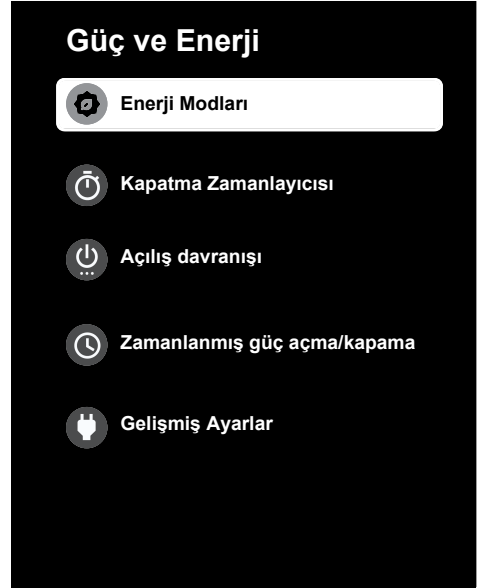 Güç ve Enerji
Enerji Modları
Kapatma Zamanlayıcısı
Açılış davranışı
Zamanlanmış güç açma/kapama
Gelişmiş Ayarlar